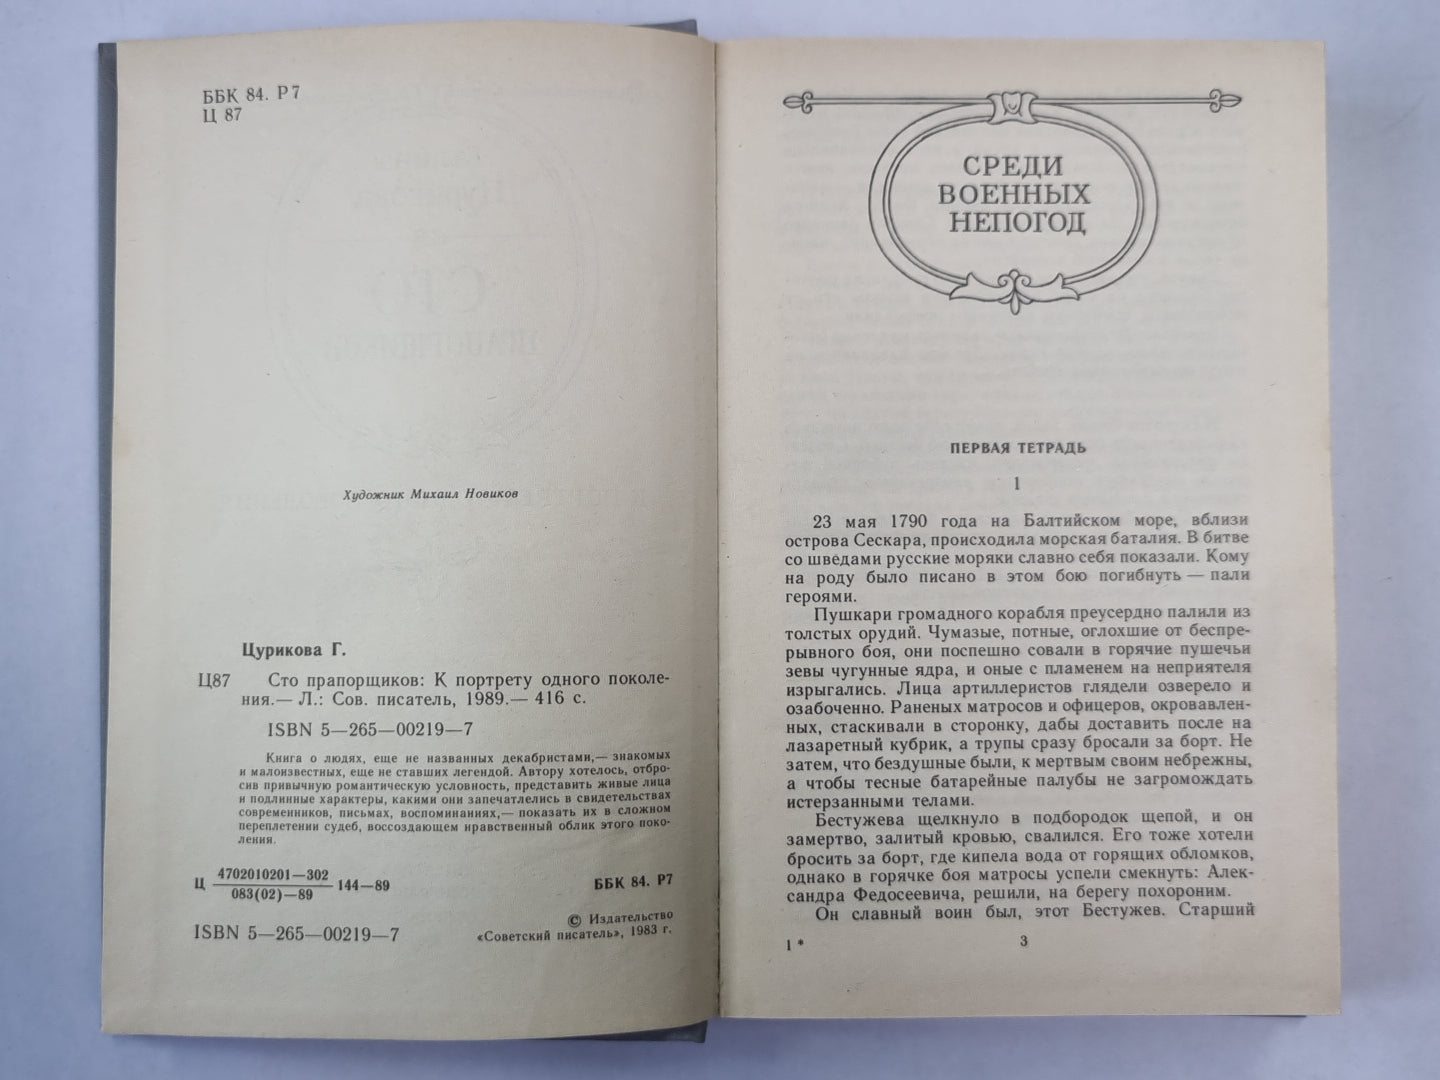 ББК 84. Р7
Ц 87
Художник Михаил Новиков
Цурикова Г.
Ц87 Сто прапорщиков: К портрету одного поколе-
ния.— Л.: Сов. писатель, 1989.— 416 с.
ISBN 5—265—00219—7
Книга о людях, еще не названных декабристами,— знакомых
и малоизвестных, еще не ставших легендой. Автору хотелось, отбро-
сив привычную романтическую условность, представить живые лица
и подлинные характеры, какими они запечатлелись в свидетельствах
современников, письмах, воспоминаниях,— показать их в сложном
переплетении судеб, воссоздающем нравственный облик этого поко-
ления.
Ц 4702010201—302
083(02)—89 144—89
ББК 84. Р7
ISBN 5—265—00219—7
© Издательство
«Советский писатель», 1983 г.
СРЕДИ
ВОЕННЫХ
НЕПОГОД
ПЕРВАЯ ТЕТРАДЬ
1
23 мая 1790 года на Балтийском море, вблизи
острова Сескара, происходила морская баталия. В битве
со шведами русские моряки славно себя показали. Кому
на роду было писано в этом бою погибнуть — пали
героями.
Пушкари громадного корабля преусердно палили из
толстых орудий. Чумазые, потные, оглохшие от беспре-
рывного боя, они поспешно совали в горячие пушечьи
зевы чугунные ядра, и оные с пламенем на неприятеля
изрыгались. Лица артиллеристов глядели озверело и
озабоченно. Раненых матросов и офицеров, окровавлен-
ных, стаскивали в сторонку, дабы доставить после на
лазаретный кубрик, а трупы сразу бросали за борт. Не
затем, что бездушные были, к мертвым своим небрежны,
а чтобы тесные батарейные палубы не загромождать
истерзанными телами.
Бестужева щелкнуло в подбородок щепой, и он
замертво, залитый кровью, свалился. Его тоже хотели
бросить за борт, где кипела вода от горящих обломков,
однако в горячке боя матросы успели смекнуть: Алек-
сандра Федосеевича, решили, на берегу похороним.
Он славный воин был, этот Бестужев. Старший
1 *
3